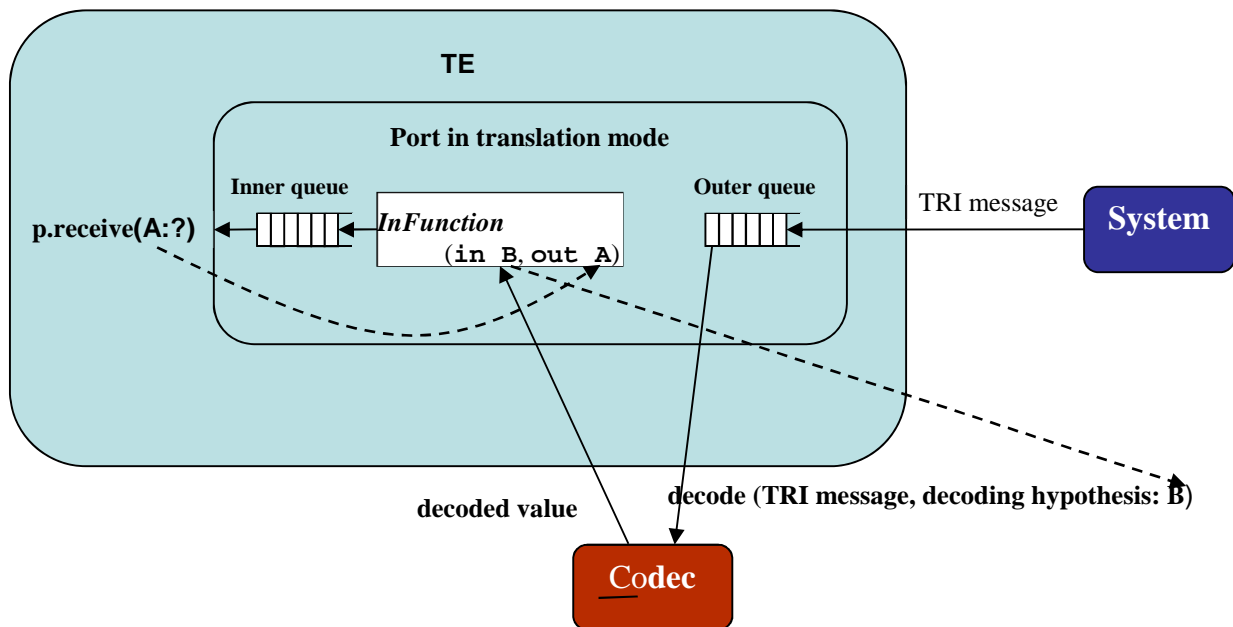 TE
Port in translation mode
Inner queue
Outer queue
InFunction
(in B, out A)
p.receive(A:?)
TRI message
System
decoded value
decode (TRI message, decoding hypothesis: B)
Codec